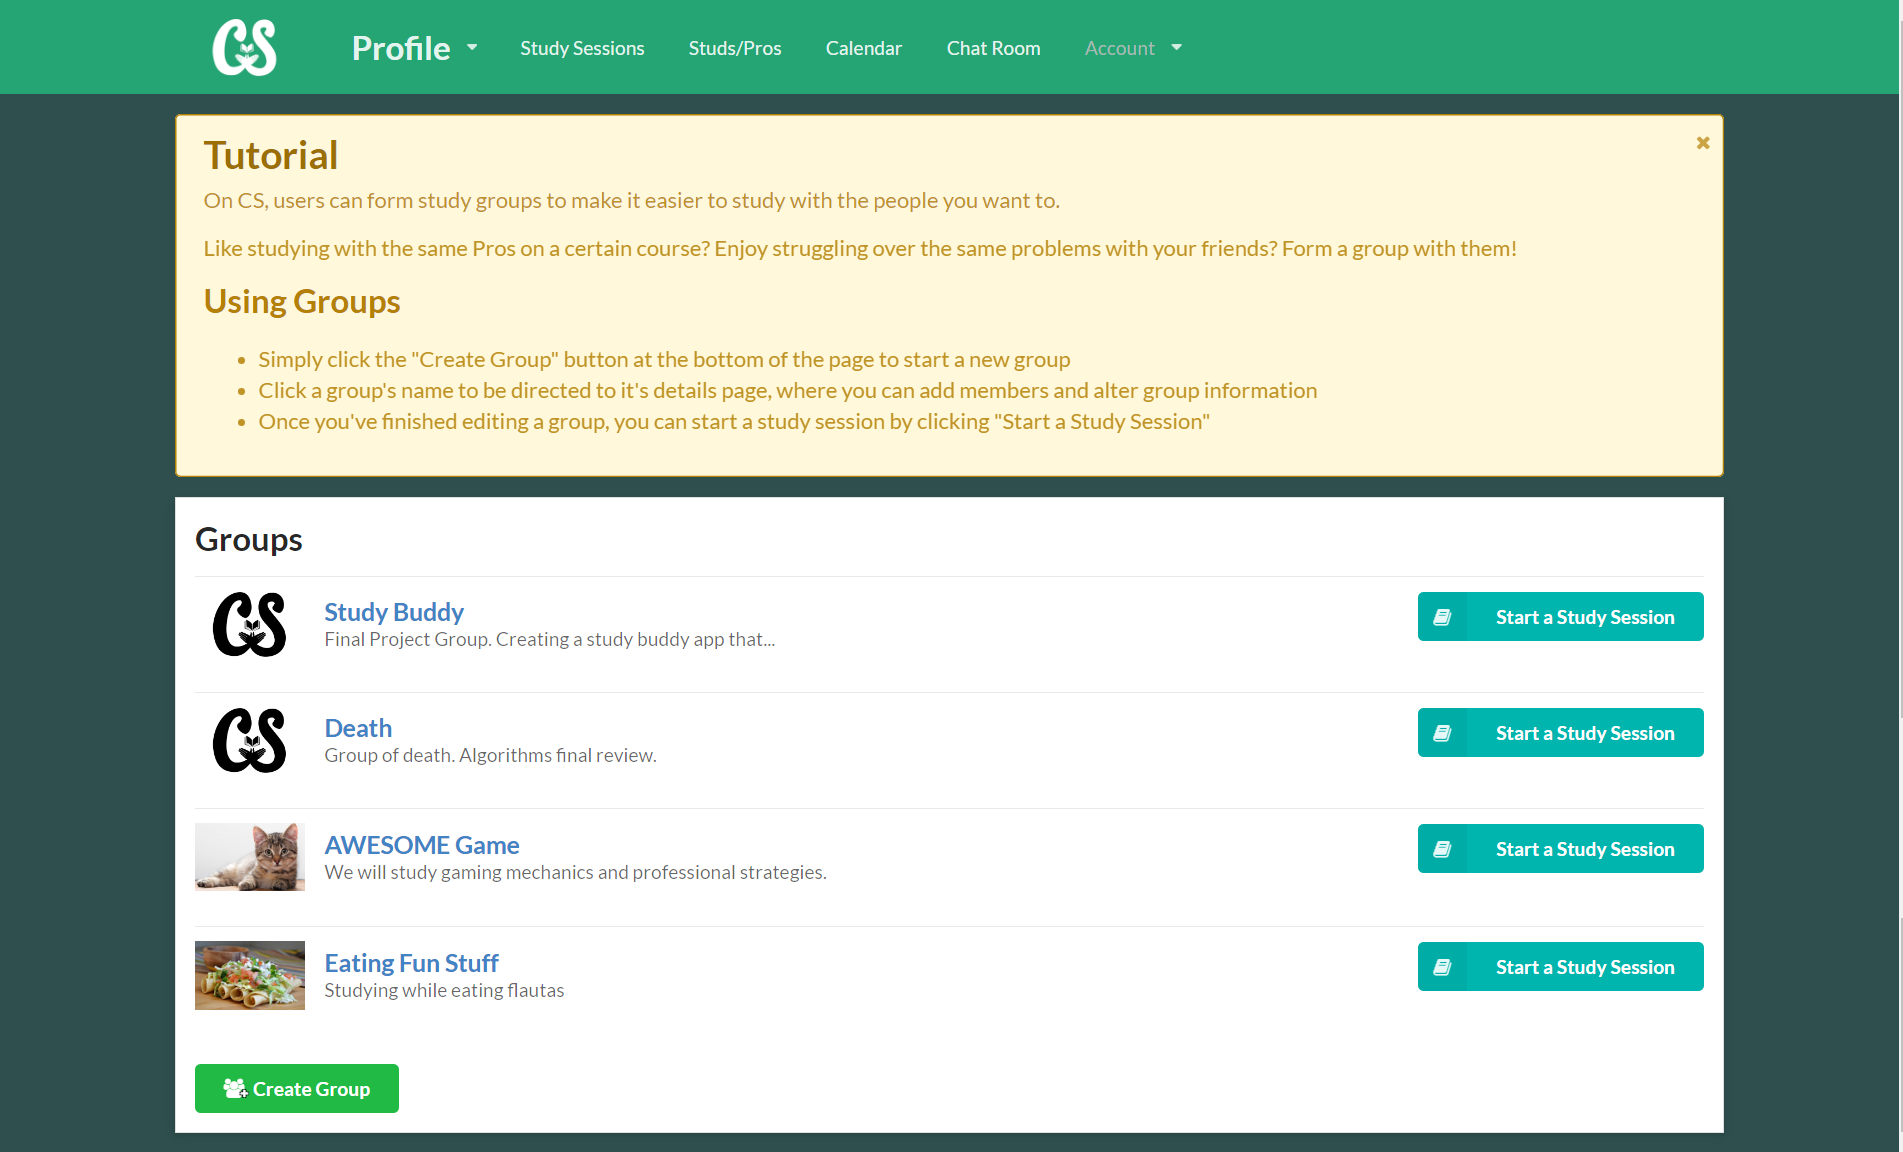 CS
Profile
Study Sessions
Studs/Pros
Calendar
Chat Room
Account
Tutorial
On CS, users can form study groups to make it easier to study with the people you want to.
Like studying with the same Pros on a certain course? Enjoy struggling over the same problems with your friends? Form a group with them!
Using Groups
Simply click the "Create Group" button at the bottom of the page to start a new group
Click a group's name to be directed to it's details page, where you can add members and alter group information
Once you've finished editing a group, you can start a study session by clicking "Start a Study Session"
Groups
CS
Study Buddy
Final Project Group. Creating a study buddy app that...
Start a Study Session
CS
Death
Group of death. Algorithms final review.
Start a Study Session
AWESOME Game
We will study gaming mechanics and professional strategies.
Start a Study Session
Eating Fun Stuff
Studying while eating flautas
Start a Study Session
Create Group